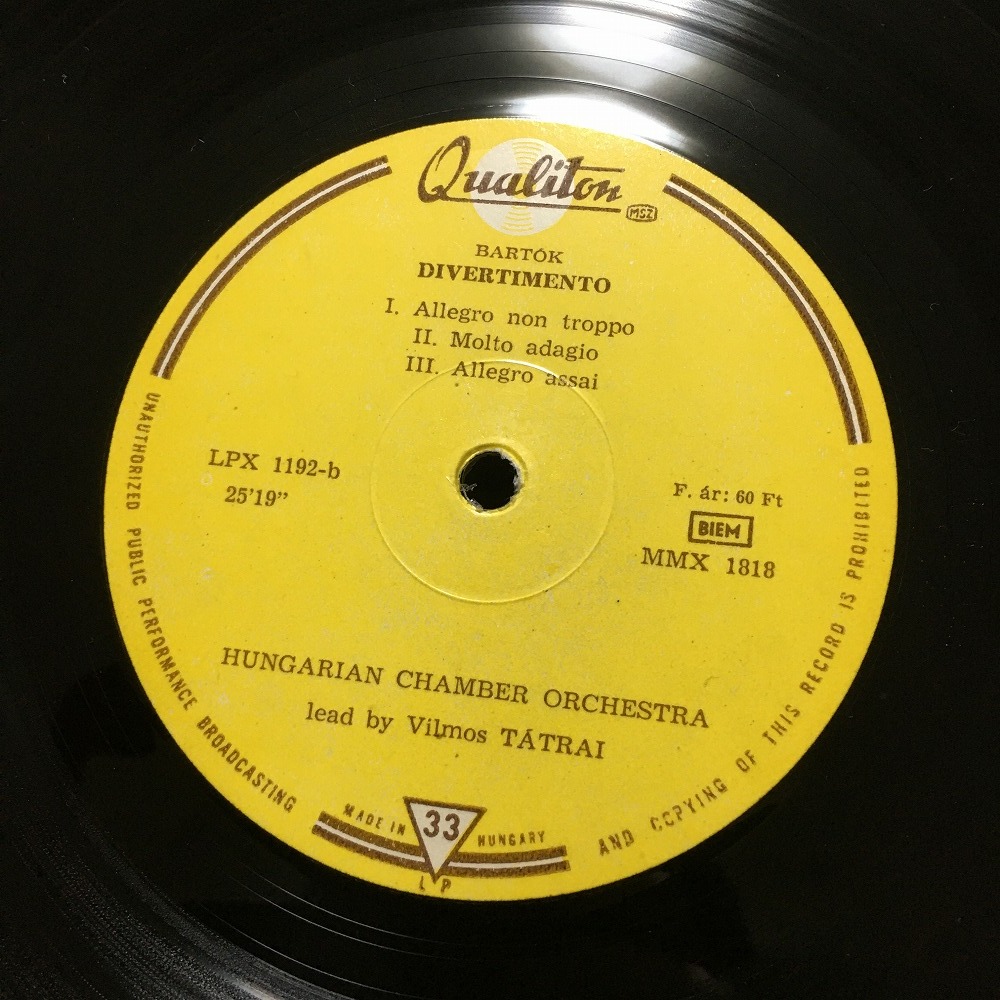 Qualiton
MSZ
BARTÓK
DIVERTIMENTO
I. Allegro non troppo
II. Molto adagio
III. Allegro assai
LPX 1192-b
25'19”
F. ár: 60 Ft
BIEM
MMX 1818
HUNGARIAN CHAMBER ORCHESTRA
lead by Vilmos TÁTRAI
UNAUTHORIZED PUBLIC PERFORMANCE BROADCASTING AND COPYING OF THIS RECORD IS PROHIBITED
MADE IN 33 HUNGARY
LP